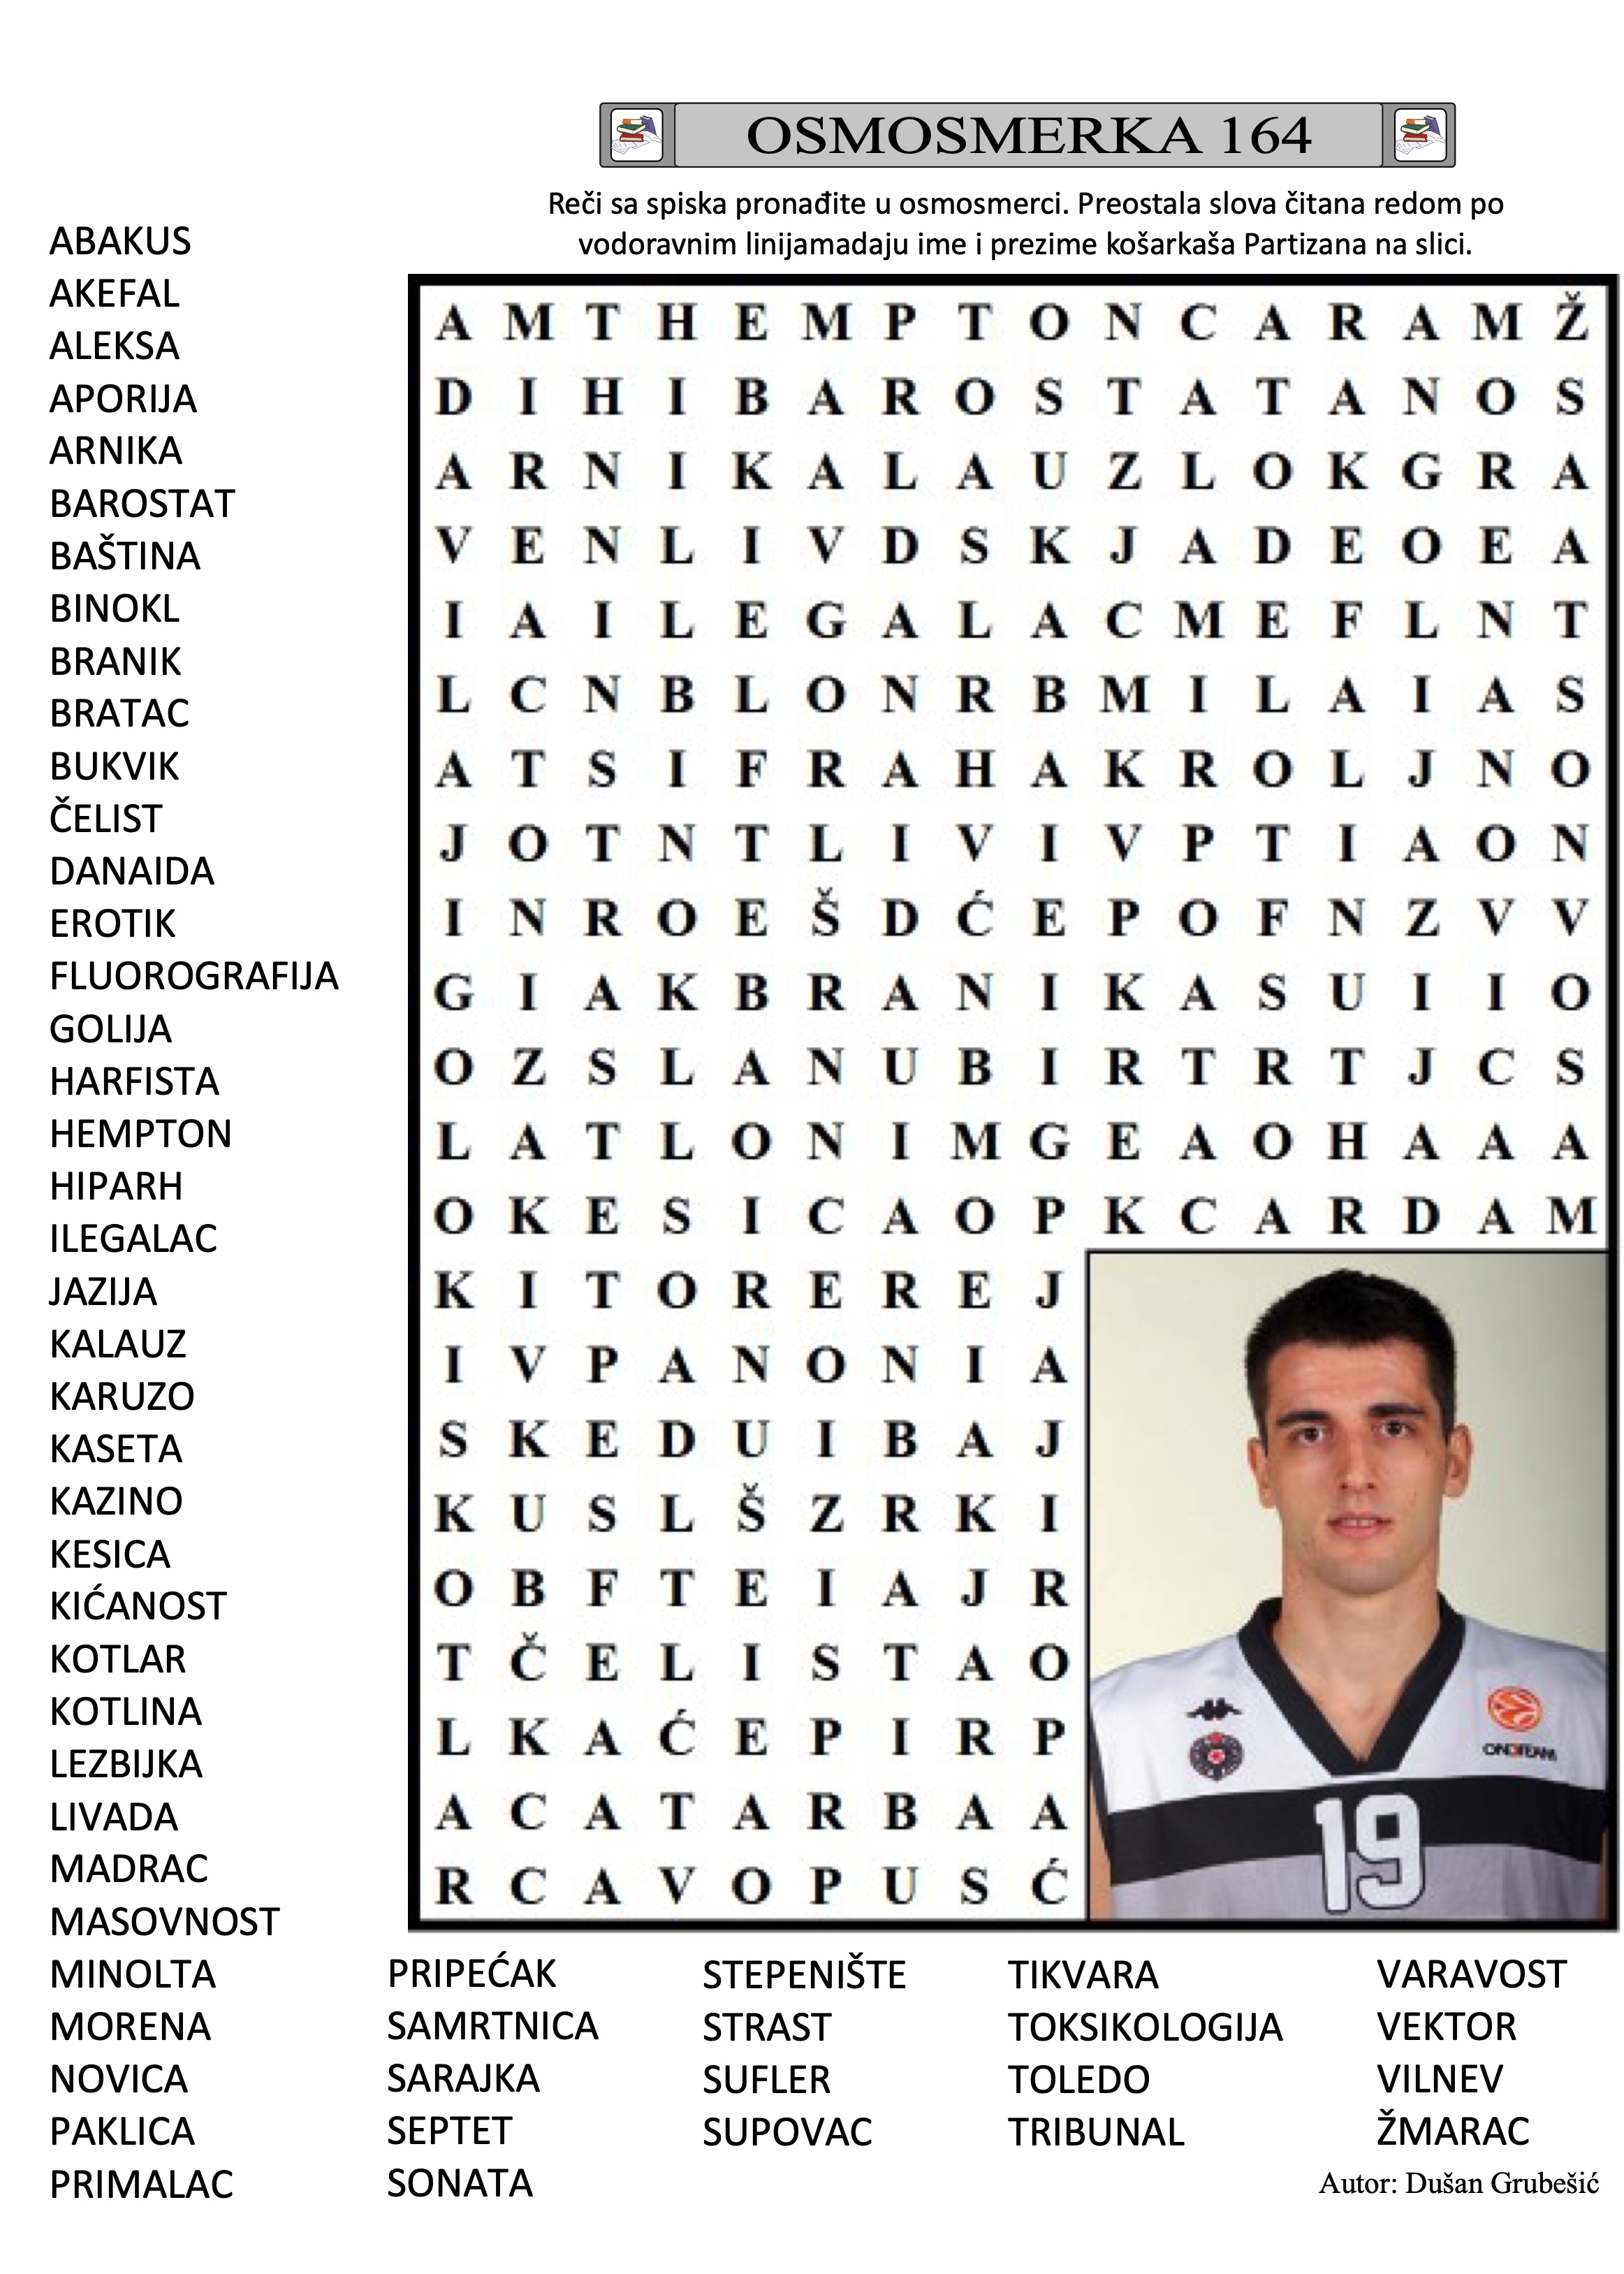 OSMOSMERKA 164
Reči sa spiska pronađite u osmosmerci. Preostala slova čitana redom po
vodoravnim linijamadaju ime i prezime košarkaša Partizana na slici.
ABAKUS
AKEFAL
ALEKSA
APORIJA
ARNIKA
BAROSTAT
BAŠTINA
BINOKL
BRANIK
BRATAC
BUKVIK
ČELIST
DANAIDA
EROTIK
FLUOROGRAFIJA
GOLIJA
HARFISTA
HEMPTON
HIPARH
ILEGALAC
JAZIJA
KALAUZ
KARUZO
KASETA
KAZINO
KESICA
KIĆANOST
KOTLAR
KOTLINA
LEZBIJKA
LIVADA
MADRAC
MASOVNOST
MINOLTA
MORENA
NOVICA
PAKLICA
PRIMALAC
A M T H E M P T O N C A R A M Ž
D I H I B A R O S T A T A N O S
A R N I K A L A U Z L O K G R A
V E N L I V D S K J A D E O E A
I A I L E G A L A C M E F L N T
L C N B L O N R B M I L A I A S
A T S I F R A H A K R O L J N O
J O T N T L I V I V P T I A O N
I N R O E Š D Ć E P O F N Z V V
G I A K B R A N I K A S U I I O
O Z S L A N U B I R T R T J C S
L A T L O N I M G E A O H A A A
O K E S I C A O P K C A R D A M
K I T O R E R E J
I V P A N O N I A
S K E D U I B A J
K U S L Š Z R K I
O B F T E I A J R
T Č E L I S T A O
L K A Ć E P I R P
A C A T A R B A A
R C A V O P U S Ć
19
PRIPEĆAK
SAMRTNICA
SARAJKA
SEPTET
SONATA
STEPENIŠTE
STRAST
SUFLER
SUPOVAC
TIKVARA
TOKSIKOLOGIJA
TOLEDO
TRIBUNAL
VARAVOST
VEKTOR
VILNEV
ŽMARAC
Autor: Dušan Grubešić